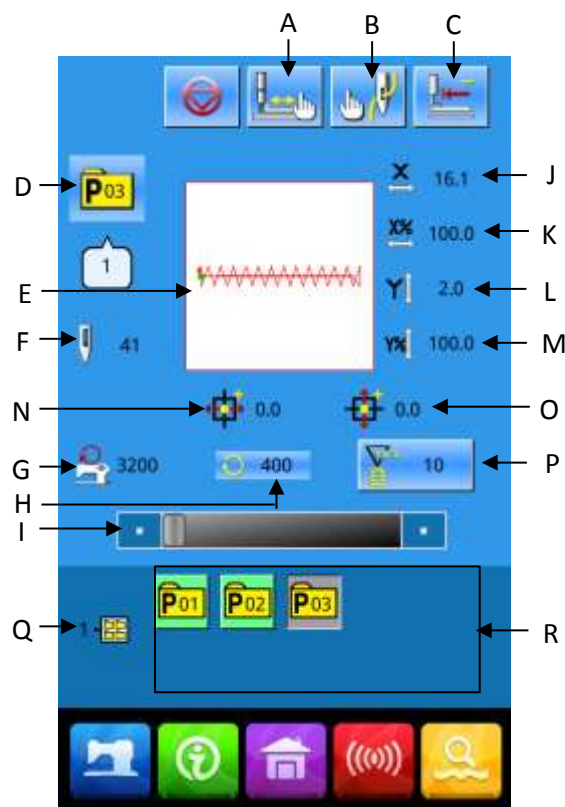 A B C
D P03 X 16.1 J
1 X% 100.0 K
E Y 2.0 L
F 41 Y% 100.0 M
N 0.0 0.0 O
G 3200 400 10 P
H
I
P01 P02 P03
Q 1 R